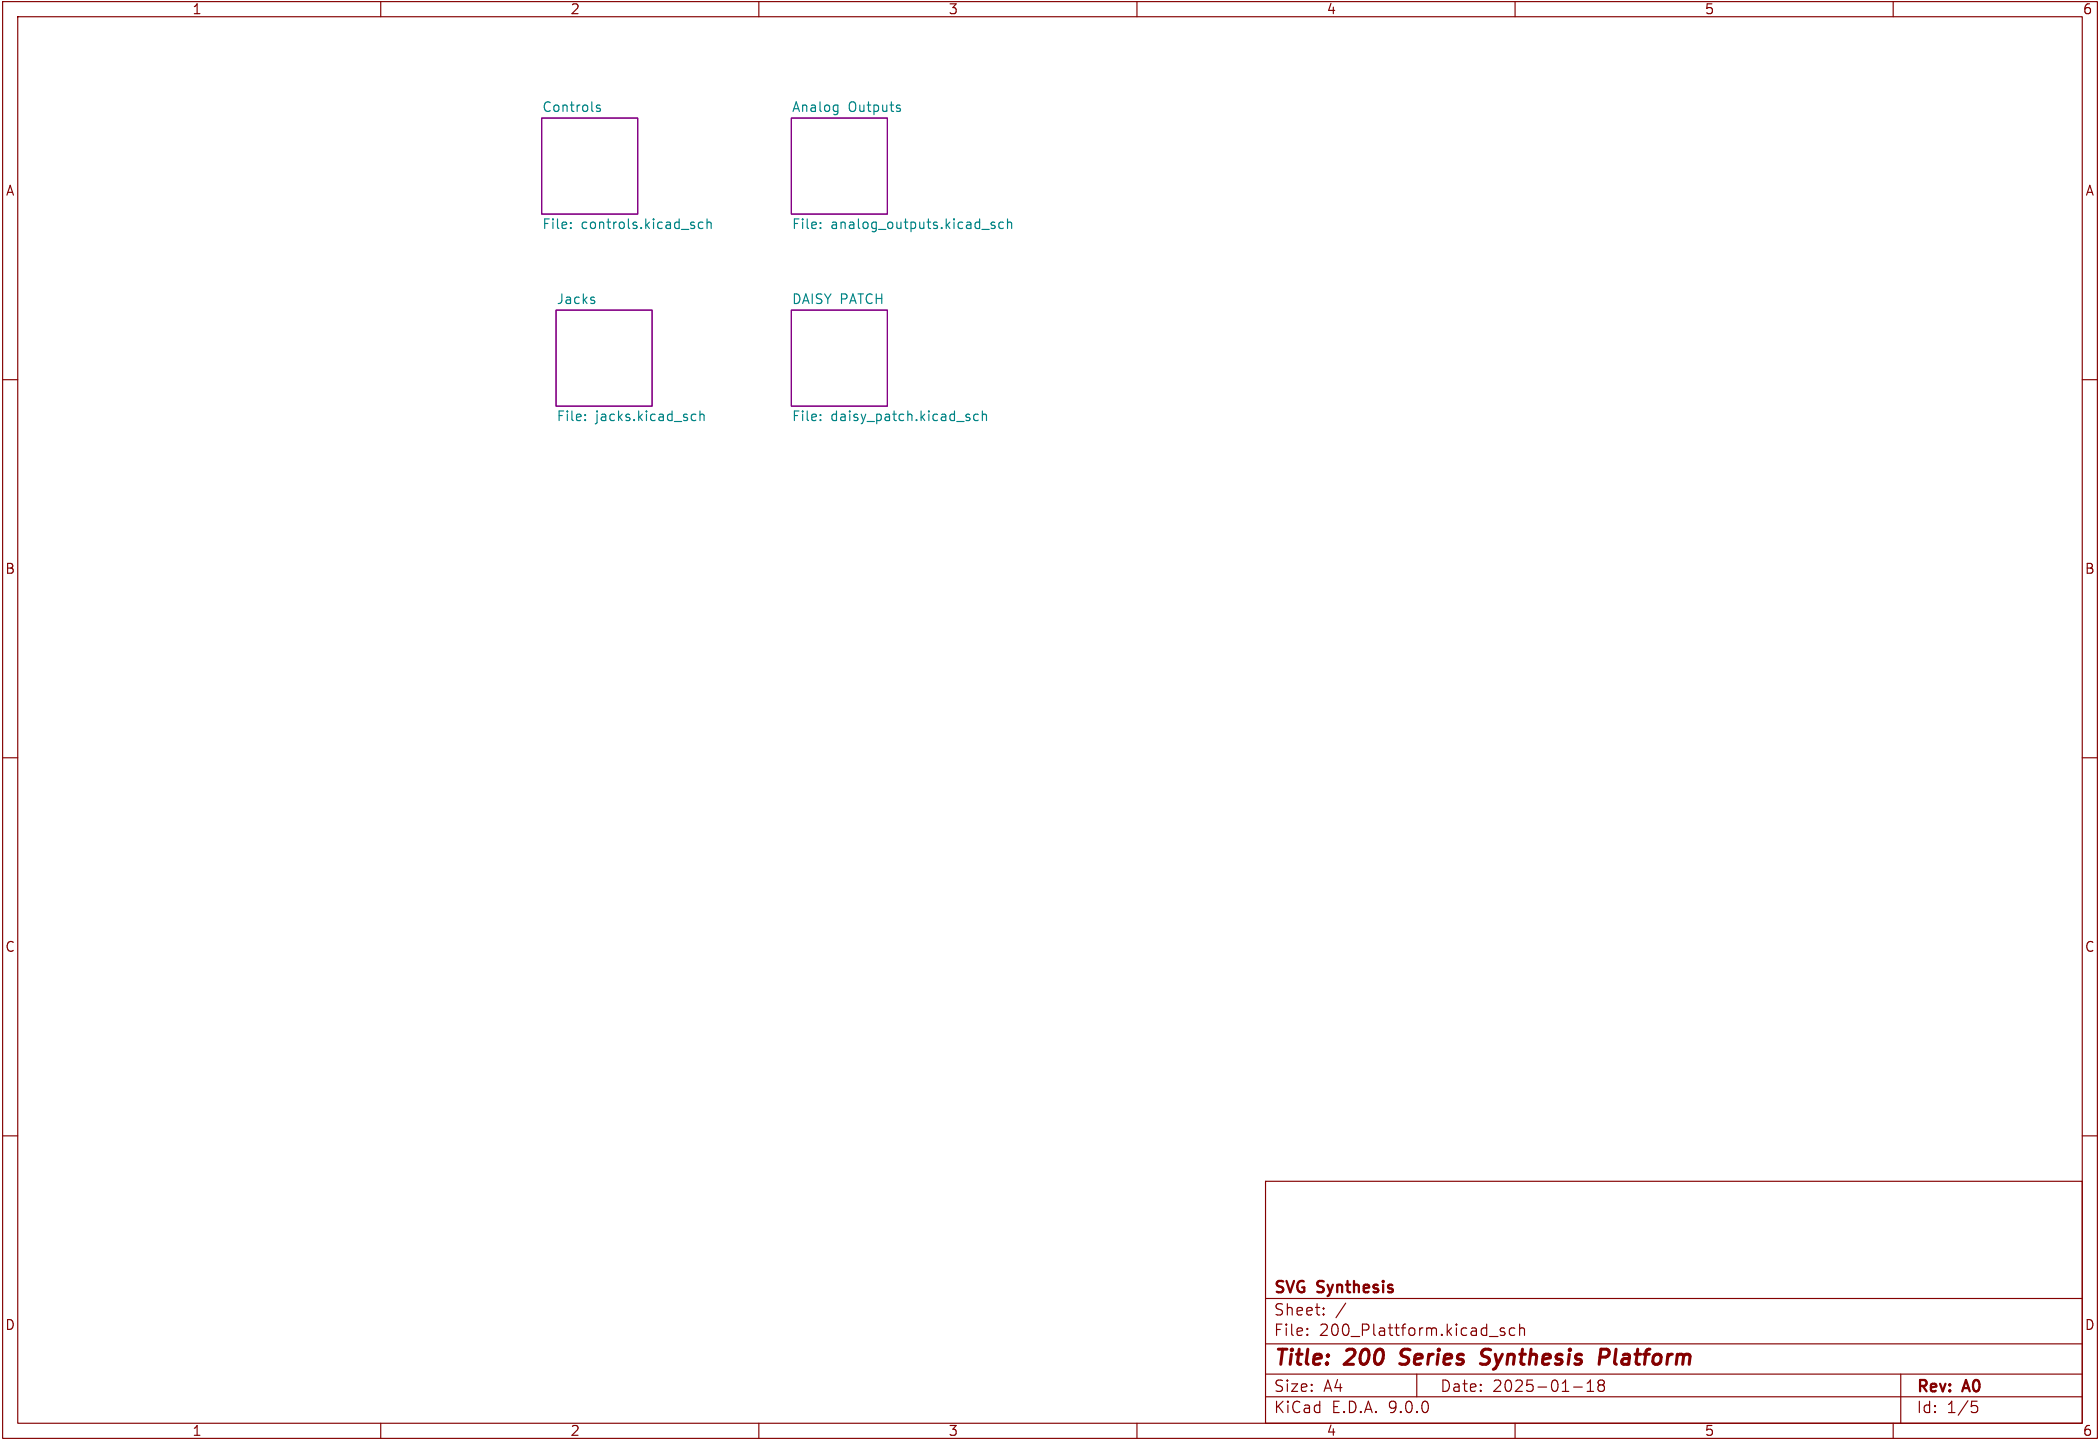 1 2 3 4 5 6
Controls
Analog Outputs
A A
File: controls.kicad_sch
File: analog_outputs.kicad_sch
Jacks
DAISY PATCH
File: jacks.kicad_sch
File: daisy_patch.kicad_sch
B B
C C
SVG Synthesis
Sheet: /
D D
File: 200_Plattform.kicad_sch
Title: 200 Series Synthesis Platform
Size: A4
Date: 2025-01-18
Rev: A0
KiCad E.D.A. 9.0.0
Id: 1/5
1 2 3 4 5 6